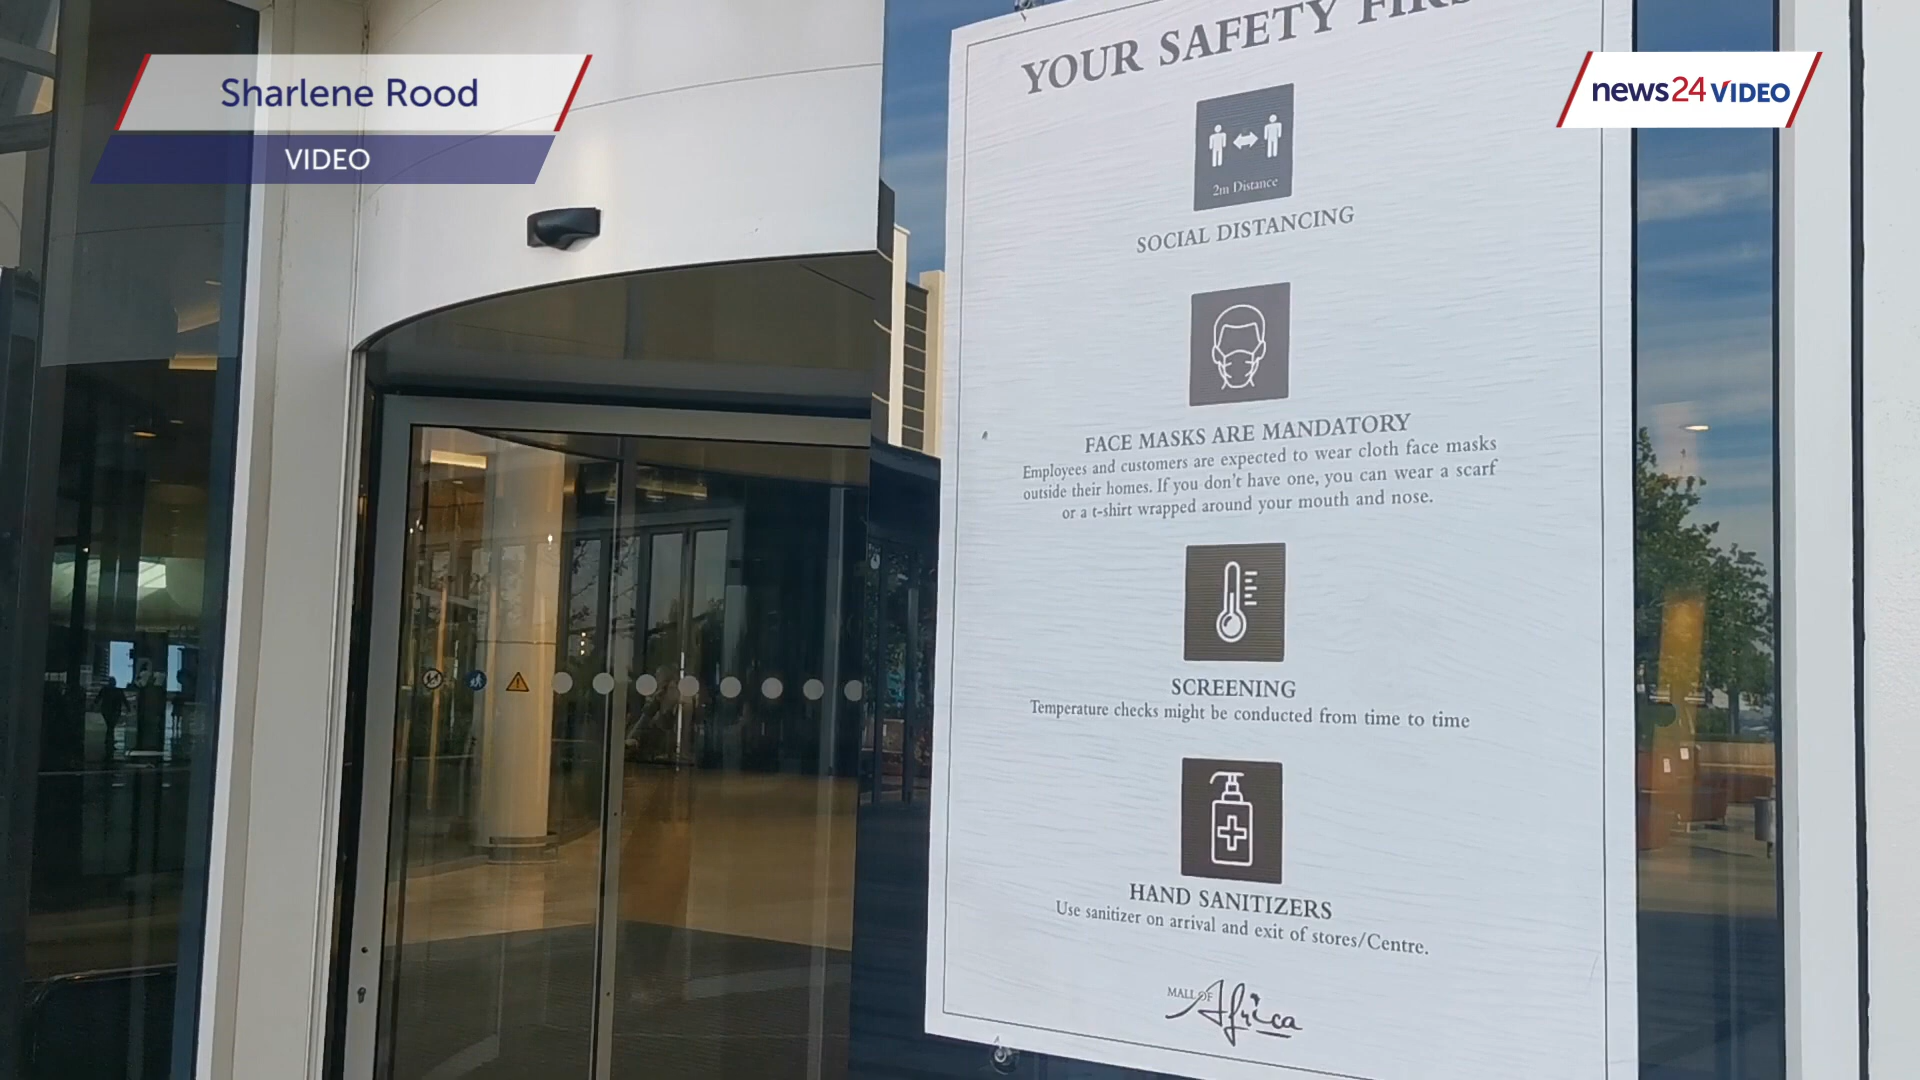 Sharlene Rood
VIDEO
news24 VIDEO
YOUR SAFETY
2m Distance
SOCIAL DISTANCING
FACE MASKS ARE MANDATORY
Employees and customers are expected to wear cloth face masks
outside their homes. If you don't have one, you can wear a scarf
or a t-shirt wrapped around your mouth and nose.
SCREENING
Temperature checks might be conducted from time to time
HAND SANITIZERS
Use sanitizer on arrival and exit of stores/Centre.
MALL OF
Africa